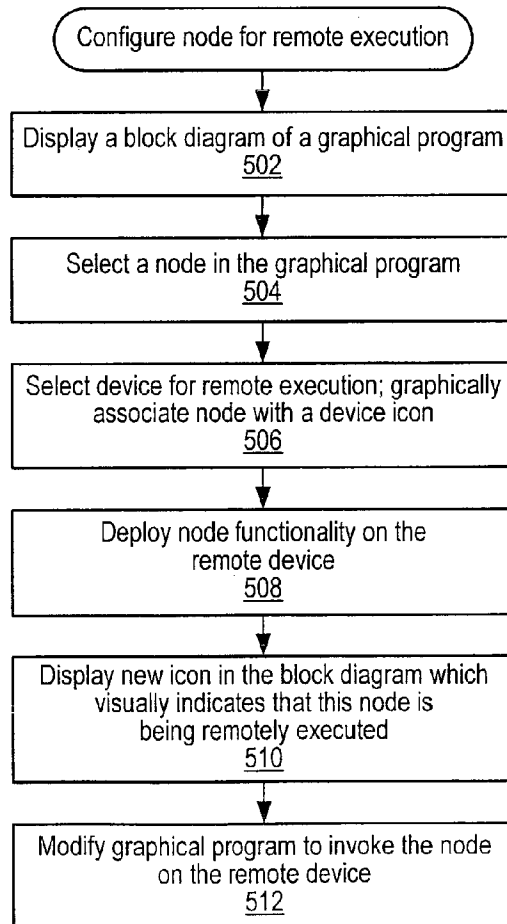 Configure node for remote execution
Display a block diagram of a graphical program
502
Select a node in the graphical program
504
Select device for remote execution; graphically
associate node with a device icon
506
Deploy node functionality on the
remote device
508
Display new icon in the block diagram which
visually indicates that this node is
being remotely executed
510
Modify graphical program to invoke the node
on the remote device
512